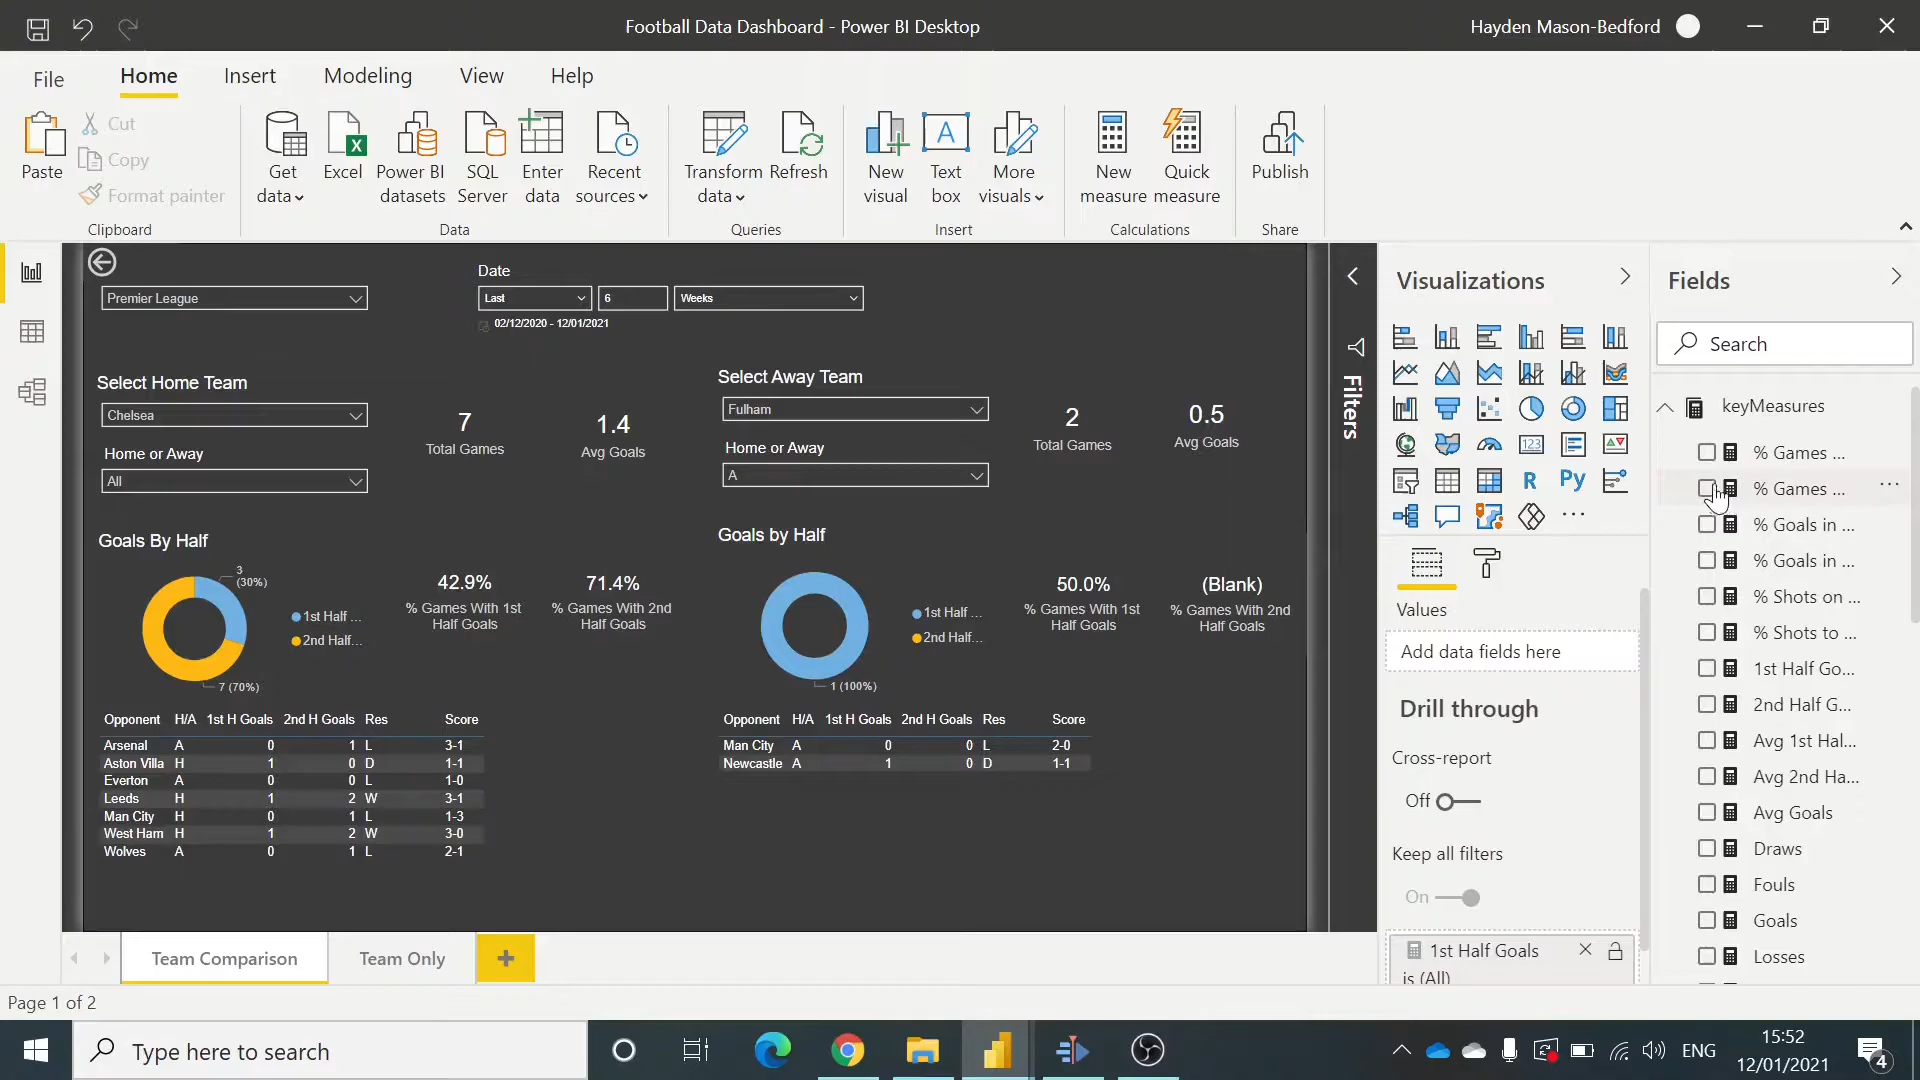 Football Data Dashboard - Power BI Desktop
Hayden Mason-Bedford
File
Home
Insert
Modeling
View
Help
Paste
Cut
Copy
Format painter
Clipboard
Get data
Excel
Power BI datasets
SQL Server
Enter data
Recent sources
Data
Transform data
Refresh
Queries
New visual
A
Text box
More visuals
Insert
New measure
Quick measure
Calculations
Publish
Share
Premier League
Date
Last
6
Weeks
02/12/2020 - 12/01/2021
Select Home Team
Chelsea
Home or Away
All
7
Total Games
1.4
Avg Goals
Select Away Team
Fulham
Home or Away
A
2
Total Games
0.5
Avg Goals
Goals By Half
3
(30%)
7 (70%)
1st Half ...
2nd Half...
42.9%
% Games With 1st
Half Goals
71.4%
% Games With 2nd
Half Goals
Goals by Half
1 (100%)
1st Half ...
2nd Half...
50.0%
% Games With 1st
Half Goals
(Blank)
% Games With 2nd
Half Goals
Opponent H/A 1st H Goals 2nd H Goals Res Score
Arsenal A 0 1 L 3-1
Aston Villa H 1 0 D 1-1
Everton A 0 0 L 1-0
Leeds H 1 2 W 3-1
Man City H 0 1 L 1-3
West Ham H 1 2 W 3-0
Wolves A 0 1 L 2-1
Opponent H/A 1st H Goals 2nd H Goals Res Score
Man City A 0 0 L 2-0
Newcastle A 1 0 D 1-1
Filters
Visualizations
123
R
Py
...
Values
Add data fields here
Drill through
Cross-report
Off
Keep all filters
On
1st Half Goals
is (All)
Fields
Search
keyMeasures
% Games ...
% Games ...
% Goals in ...
% Goals in ...
% Shots on ...
% Shots to ...
1st Half Go...
2nd Half G...
Avg 1st Hal...
Avg 2nd Ha...
Avg Goals
Draws
Fouls
Goals
Losses
Team Comparison
Team Only
+
Page 1 of 2
Type here to search
ENG
15:52
12/01/2021
4